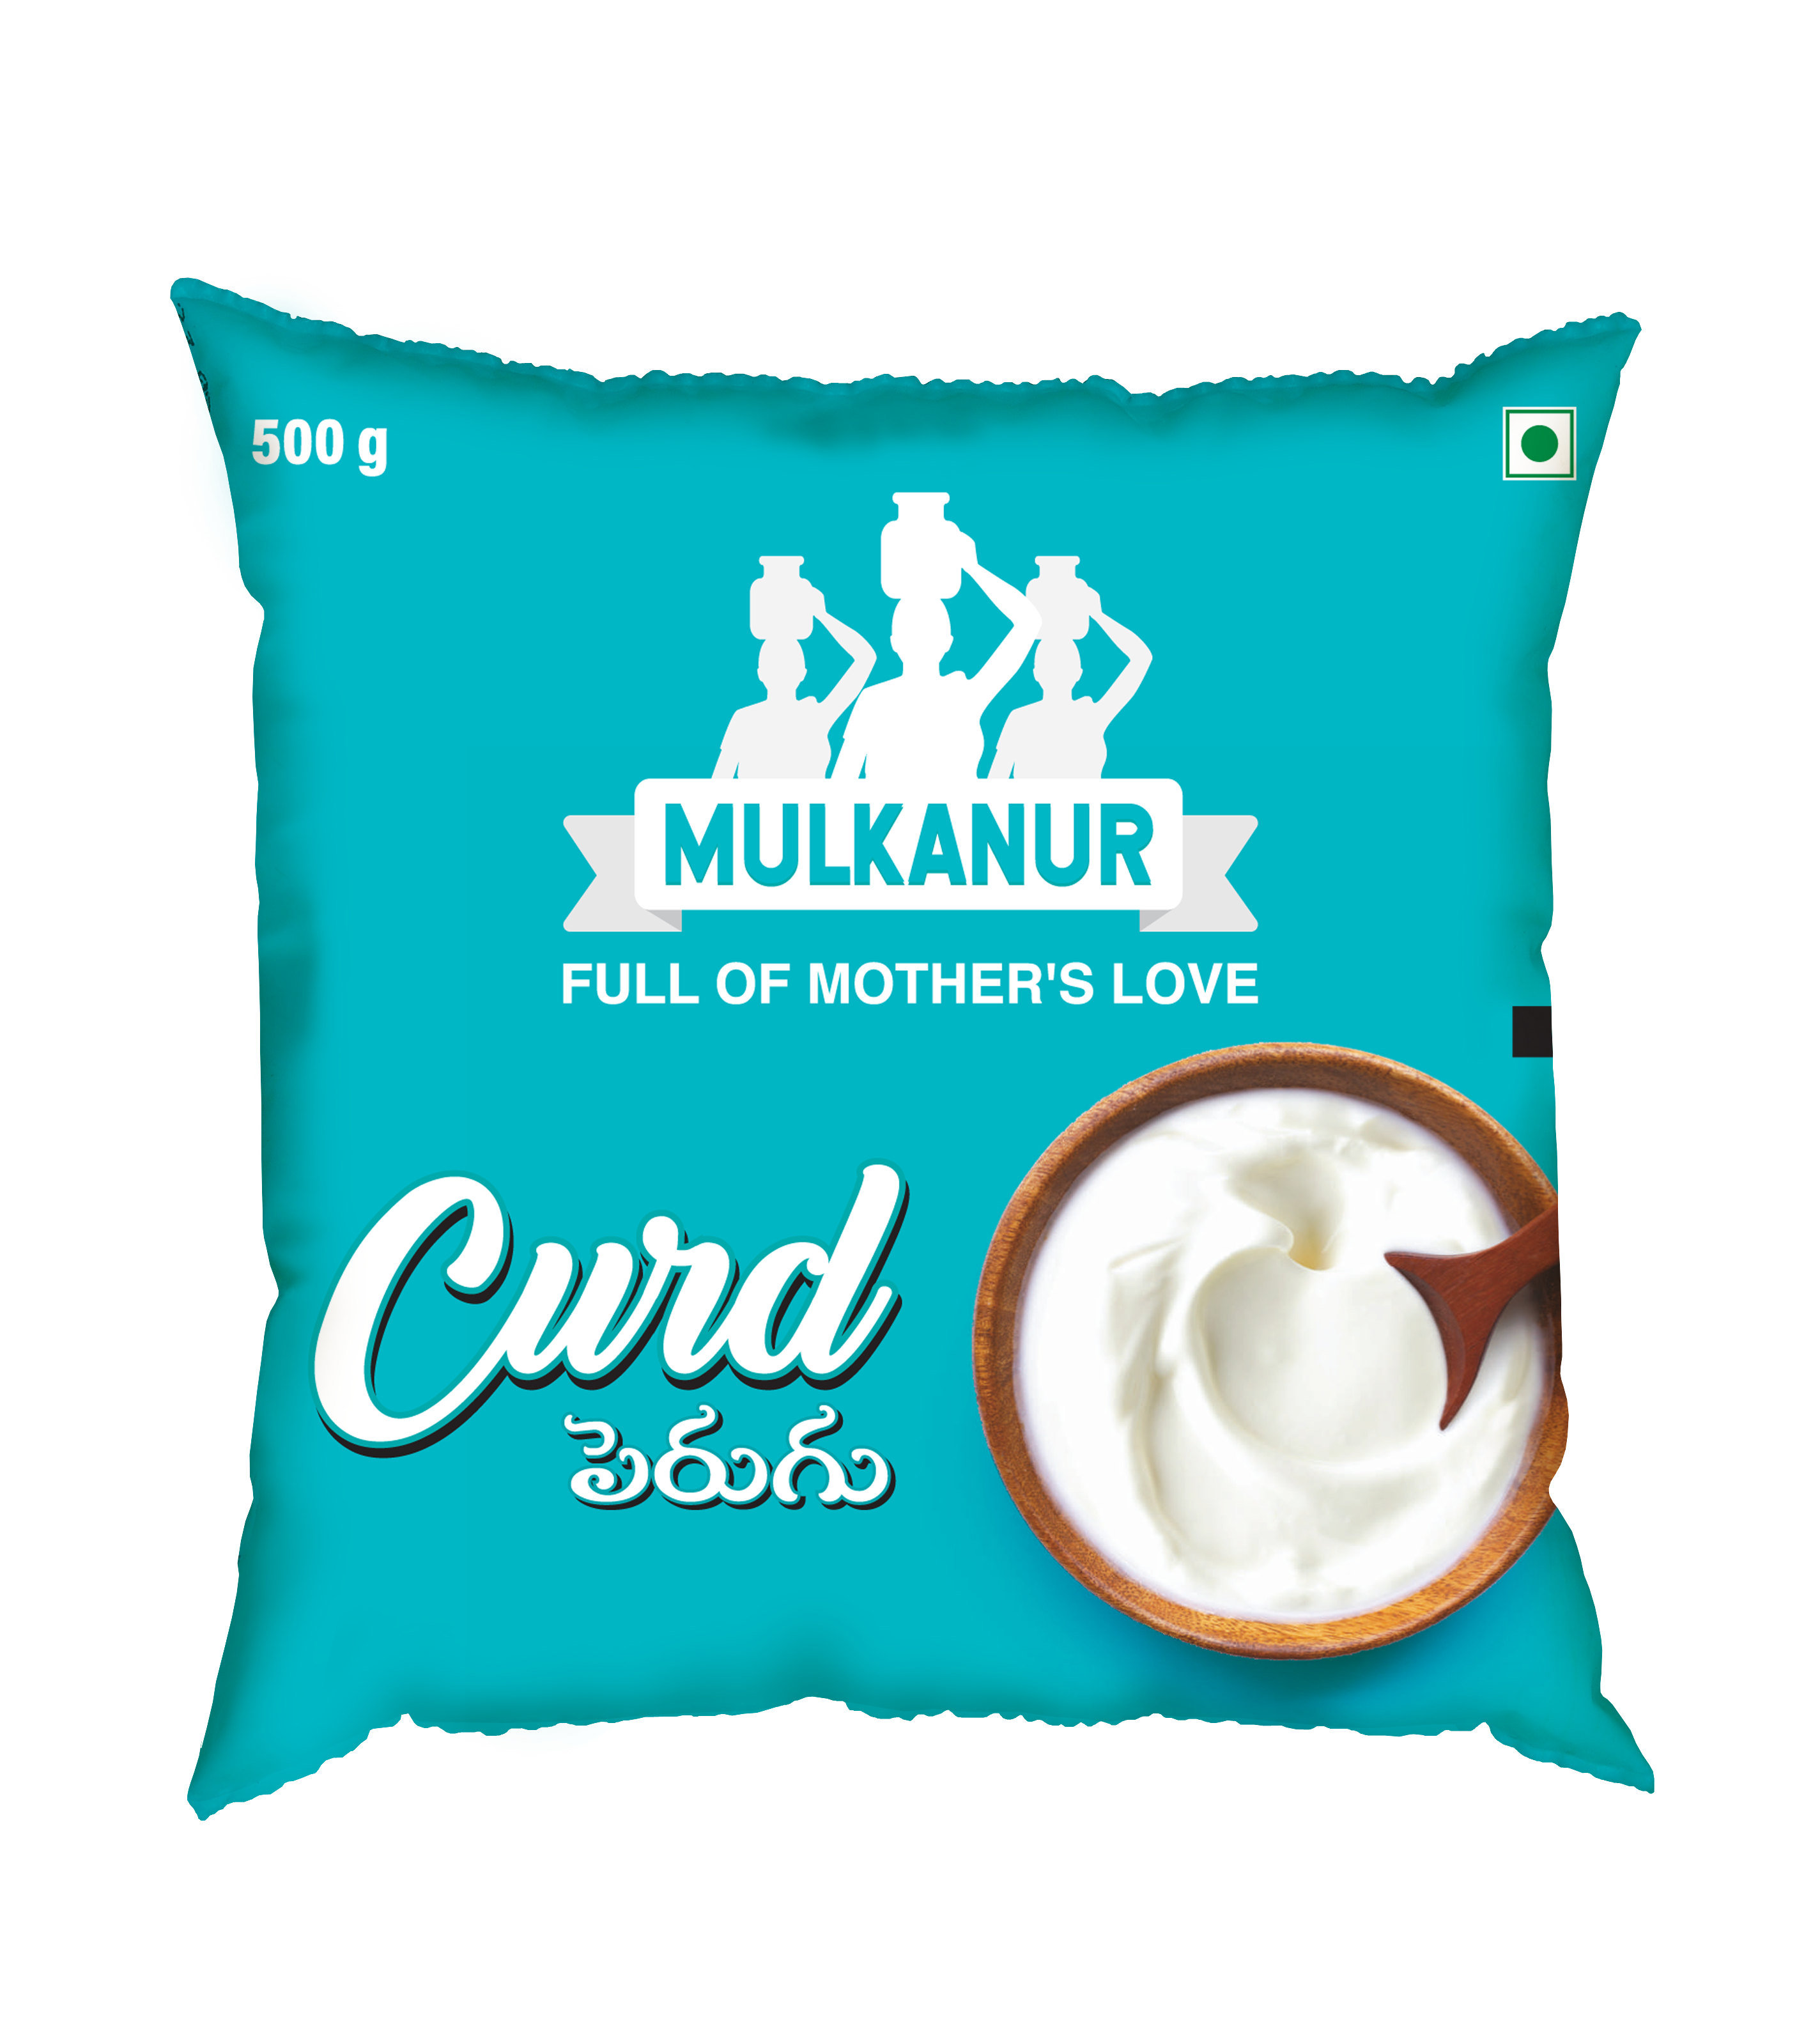 500 g
MULKANUR
FULL OF MOTHER'S LOVE
Curd
పెరుగు